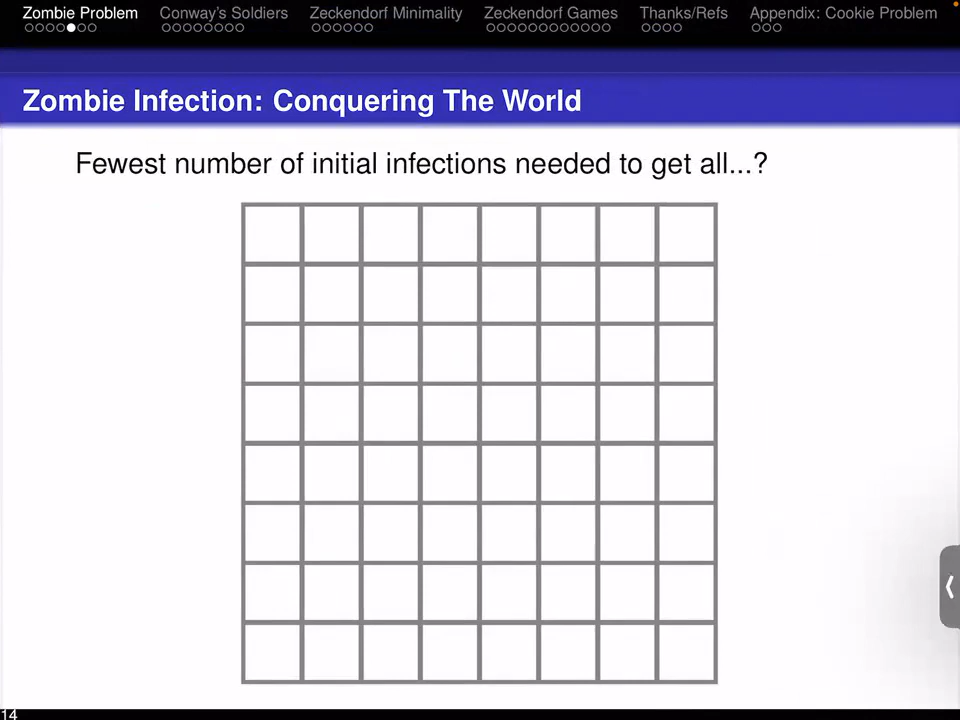 Zombie Problem Conway's Soldiers Zeckendorf Minimality Zeckendorf Games Thanks/Refs Appendix: Cookie Problem
Zombie Infection: Conquering The World
Fewest number of initial infections needed to get all...?
14